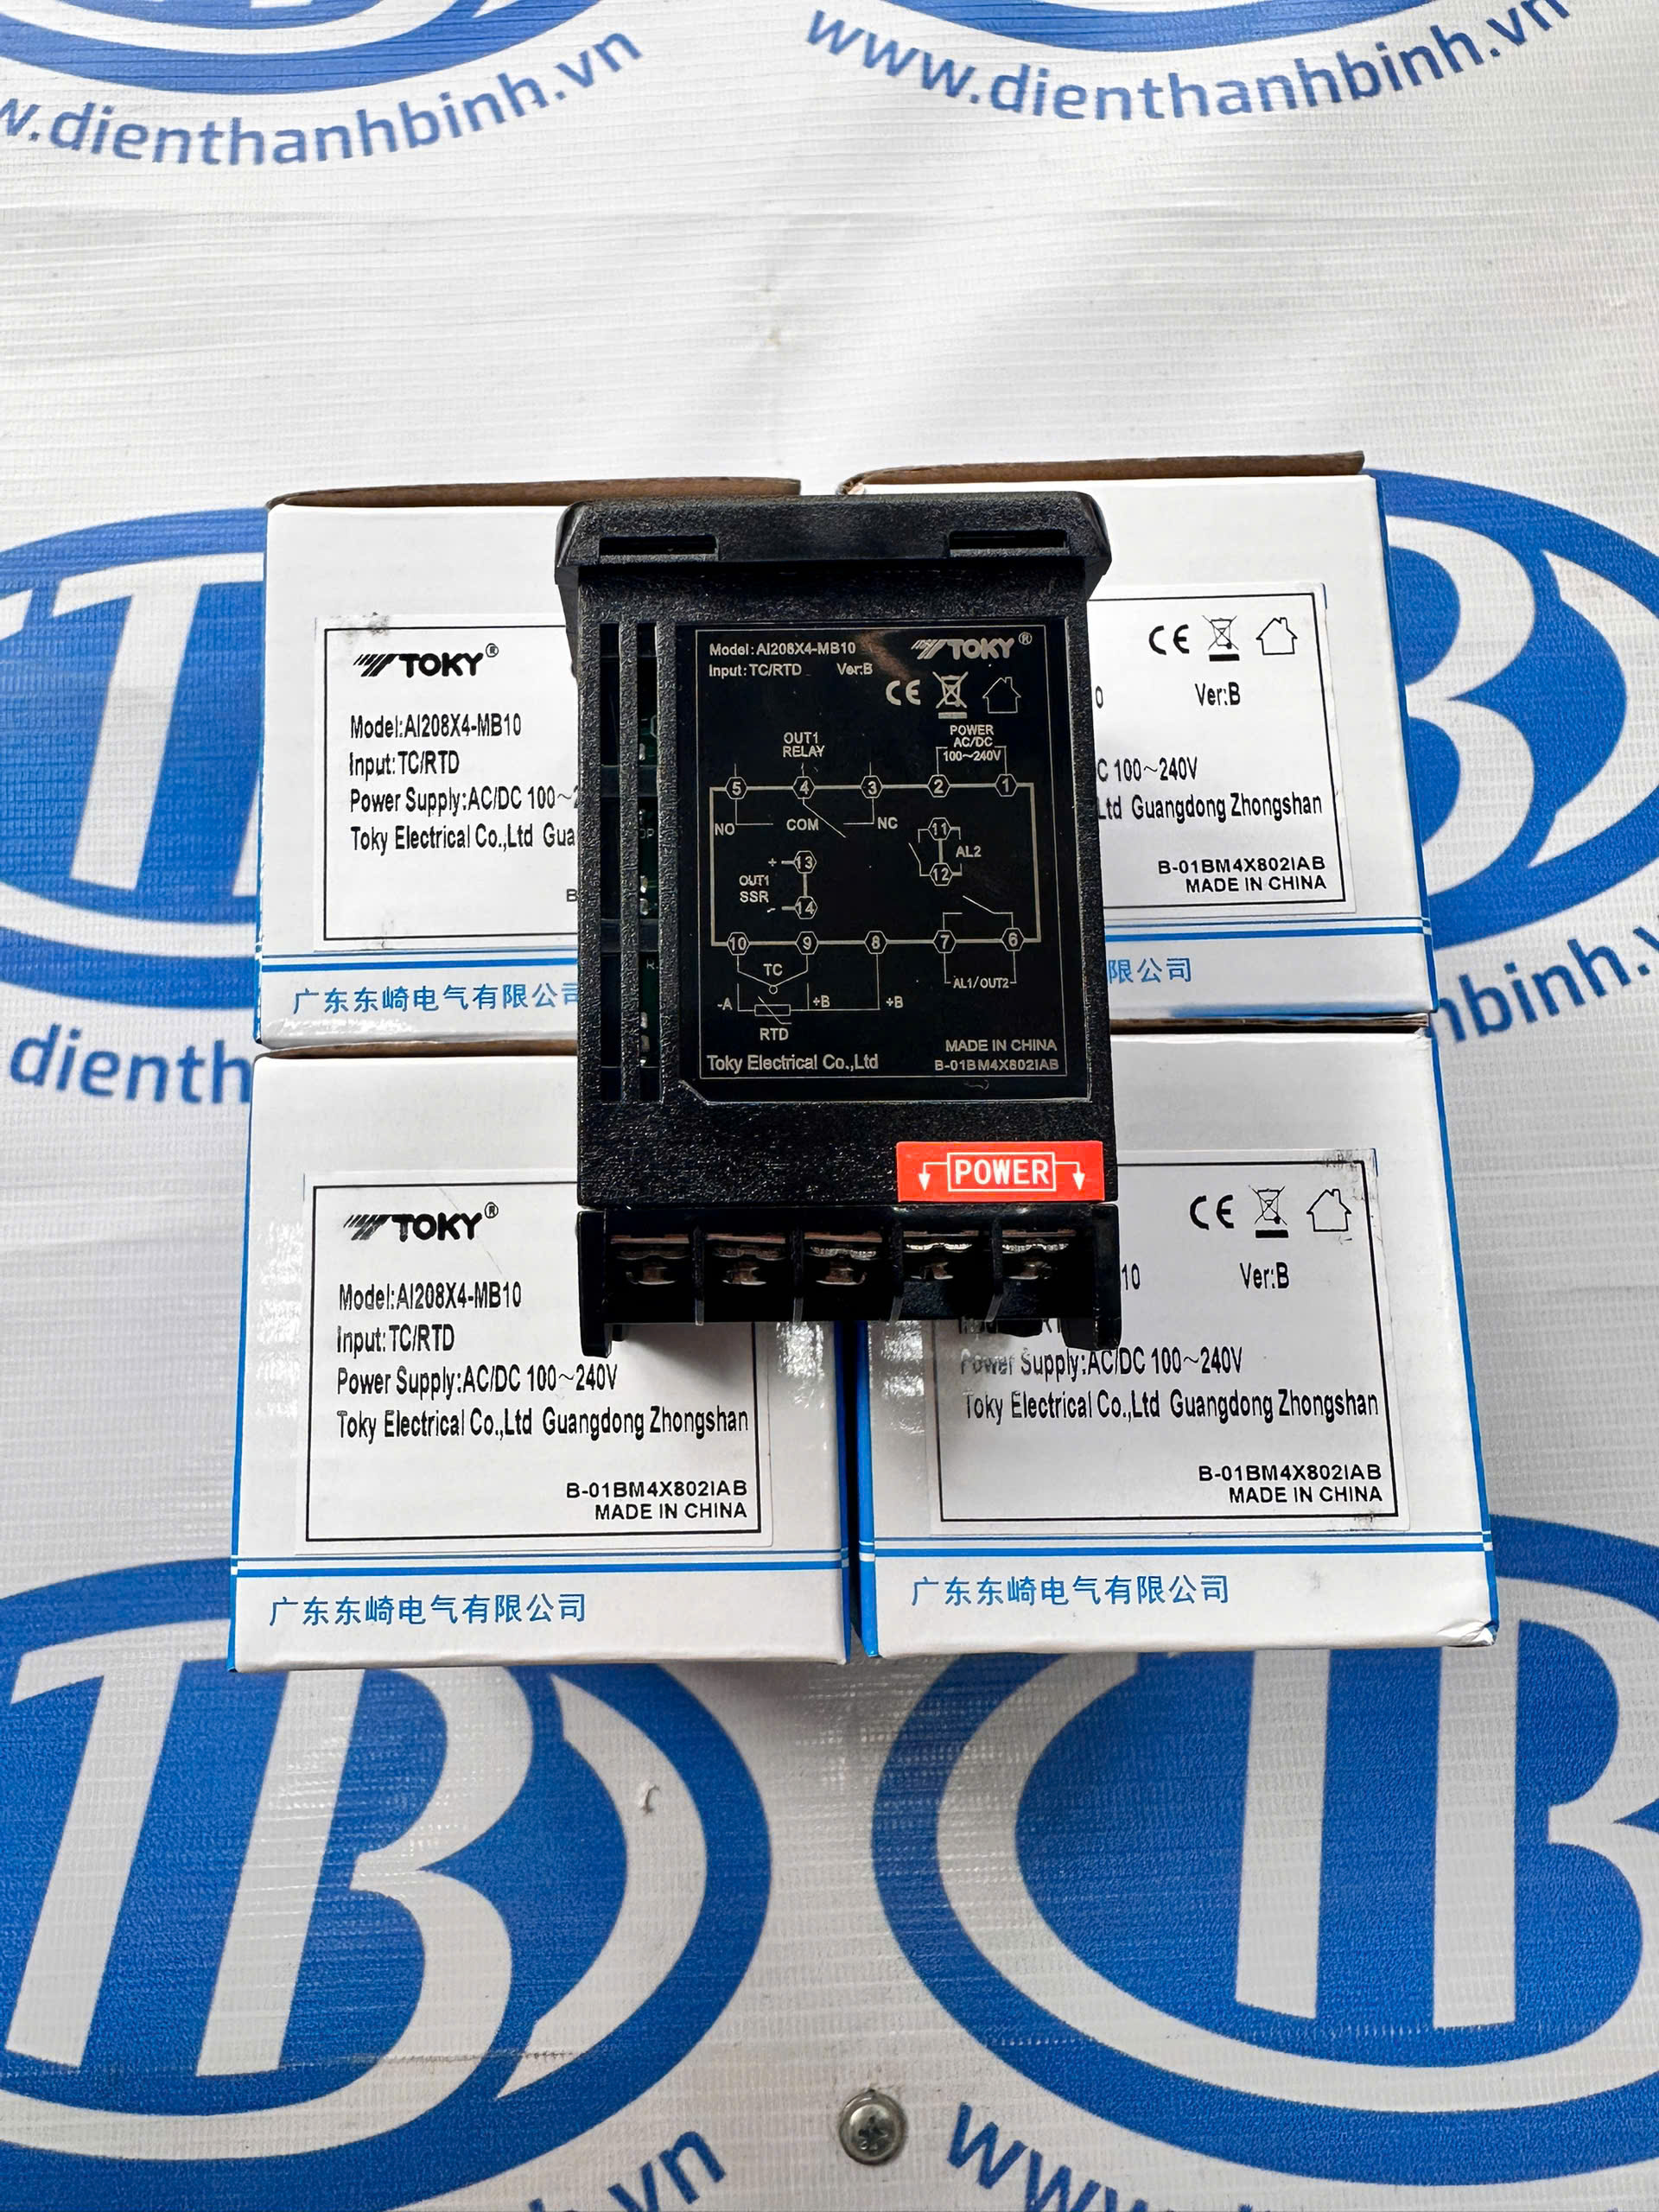 www.dienthanhbinh.vn
w.dienthanhbinh.vn
TOKY®
Model:AI208X4-MB10
Input:TC/RTD
Power Supply:AC/DC 100~
Toky Electrical Co.,Ltd
B
广东东崎电气有限公司
CE
0 Ver:B
C 100~240V
Ltd Guangdong Zhongshan
B-01BM4X802IAB
MADE IN CHINA
限公司
Model:AI208X4-MB10
TOKY®
Input:TC/RTD Ver:B
CE
OUT1
RELAY
POWER
AC/DC
100~240V
5 4 3 2 1
NO COM NC
11
AL2
12
+ 13
OUT1
SSR
- 14
10 9 8 7 6
TC
AL1/OUT2
-A +B +B
RTD
MADE IN CHINA
Toky Electrical Co.,Ltd
B-01BM4X802IAB
POWER
TOKY®
Model:AI208X4-MB10
Input:TC/RTD
Power Supply:AC/DC 100~240V
Toky Electrical Co.,Ltd Guangdong Zhongshan
B-01BM4X802IAB
MADE IN CHINA
广东东崎电气有限公司
CE
10 Ver:B
Power Supply:AC/DC 100~240V
Toky Electrical Co.,Ltd Guangdong Zhongshan
B-01BM4X802IAB
MADE IN CHINA
广东东崎电气有限公司
TB
B
dienth
nbinh.v
TB
TB
h.vn
www